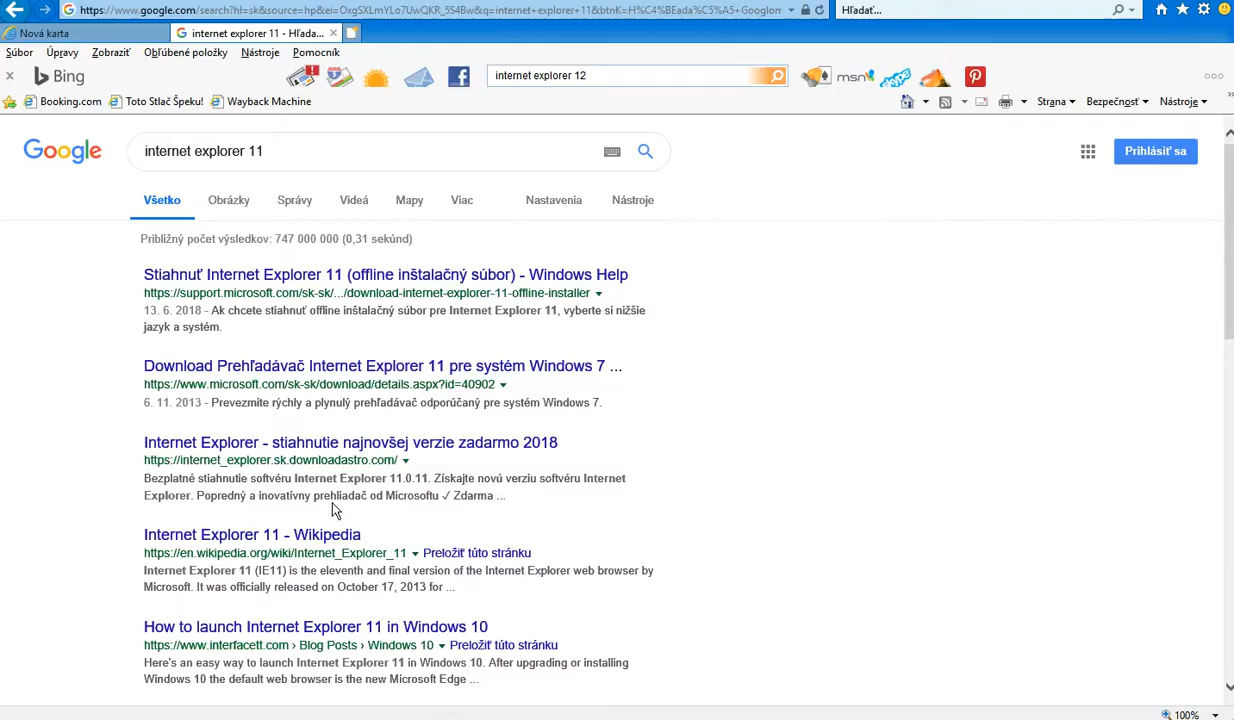 https://www.google.com/search?hl=sk&source=hp&ei=OxgSXLmYLo7UwQKR_5S4Bw&q=internet+explorer+11&btnK=H%C4%BEada%C5%A5+Googlom
Hľadať...
Nová karta
internet explorer 11 - Hľada...
Súbor Úpravy Zobraziť Obľúbené položky Nástroje Pomocník
Bing
internet explorer 12
msn
skype
Booking.com Toto Stlač Špeku! Wayback Machine
Strana Bezpečnosť Nástroje
Google
internet explorer 11
Prihlásiť sa
Všetko Obrázky Správy Videá Mapy Viac Nastavenia Nástroje
Približný počet výsledkov: 747 000 000 (0,31 sekúnd)
Stiahnuť Internet Explorer 11 (offline inštalačný súbor) - Windows Help
https://support.microsoft.com/sk-sk/.../download-internet-explorer-11-offline-installer
13. 6. 2018 - Ak chcete stiahnuť offline inštalačný súbor pre Internet Explorer 11, vyberte si nižšie
jazyk a systém.
Download Prehľadávač Internet Explorer 11 pre systém Windows 7 ...
https://www.microsoft.com/sk-sk/download/details.aspx?id=40902
6. 11. 2013 - Prevezmite rýchly a plynulý prehľadávač odporúčaný pre systém Windows 7.
Internet Explorer - stiahnutie najnovšej verzie zadarmo 2018
https://internet_explorer.sk.downloadastro.com/
Bezplatné stiahnutie softvéru Internet Explorer 11.0.11. Získajte novú verziu softvéru Internet
Explorer. Popredný a inovatívny prehliadač od Microsoftu ✓ Zdarma ...
Internet Explorer 11 - Wikipedia
https://en.wikipedia.org/wiki/Internet_Explorer_11 Preložiť túto stránku
Internet Explorer 11 (IE11) is the eleventh and final version of the Internet Explorer web browser by
Microsoft. It was officially released on October 17, 2013 for ...
How to launch Internet Explorer 11 in Windows 10
https://www.interfacett.com › Blog Posts › Windows 10 Preložiť túto stránku
Here's an easy way to launch Internet Explorer 11 in Windows 10. After upgrading or installing
Windows 10 the default web browser is the new Microsoft Edge ...
100%